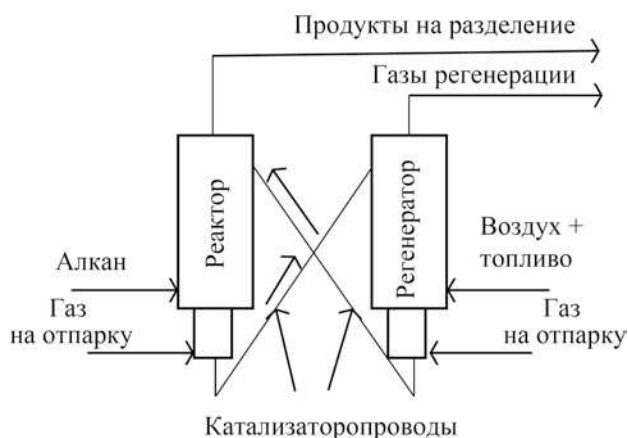 Продукты на разделение
Газы регенерации
Реактор
Регенератор
Алкан
Газ
на отпарку
Воздух +
топливо
Газ
на отпарку
Катализаторопроводы